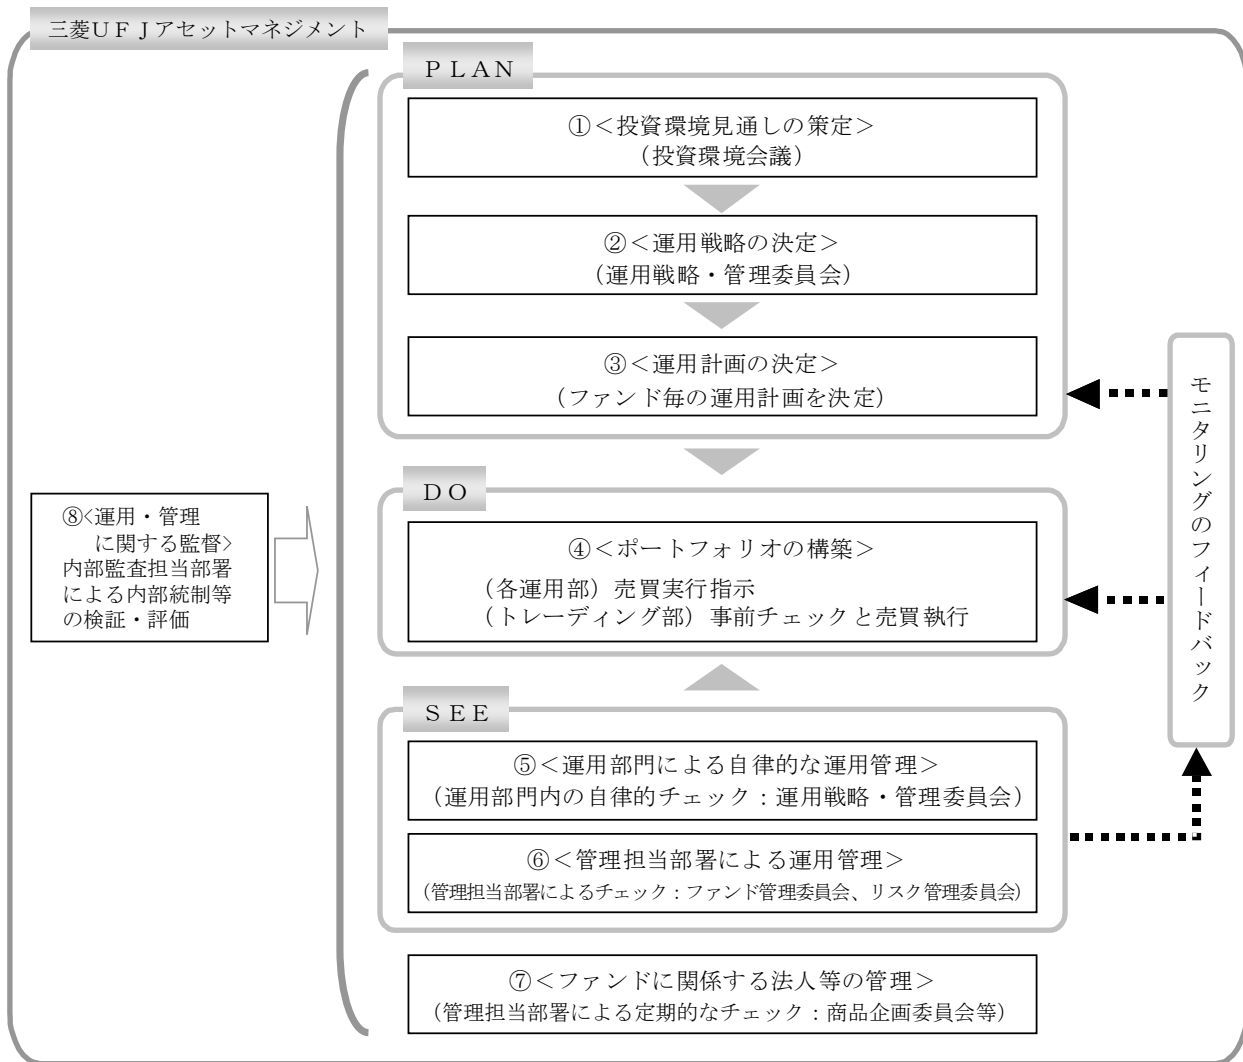 三菱ＵＦＪアセットマネジメント
ＰＬＡＮ
①＜投資環境見通しの策定＞
（投資環境会議）
②＜運用戦略の決定＞
（運用戦略・管理委員会）
③＜運用計画の決定＞
（ファンド毎の運用計画を決定）
ＤＯ
④＜ポートフォリオの構築＞
（各運用部）売買実行指示
（トレーディング部）事前チェックと売買執行
ＳＥＥ
⑤＜運用部門による自律的な運用管理＞
（運用部門内の自律的チェック：運用戦略・管理委員会）
⑥＜管理担当部署による運用管理＞
（管理担当部署によるチェック：ファンド管理委員会、リスク管理委員会）
⑦＜ファンドに関係する法人等の管理＞
（管理担当部署による定期的なチェック：商品企画委員会等）
⑧<運用・管理
に関する監督>
内部監査担当部署
による内部統制等
の検証・評価
モニタリングのフィードバック